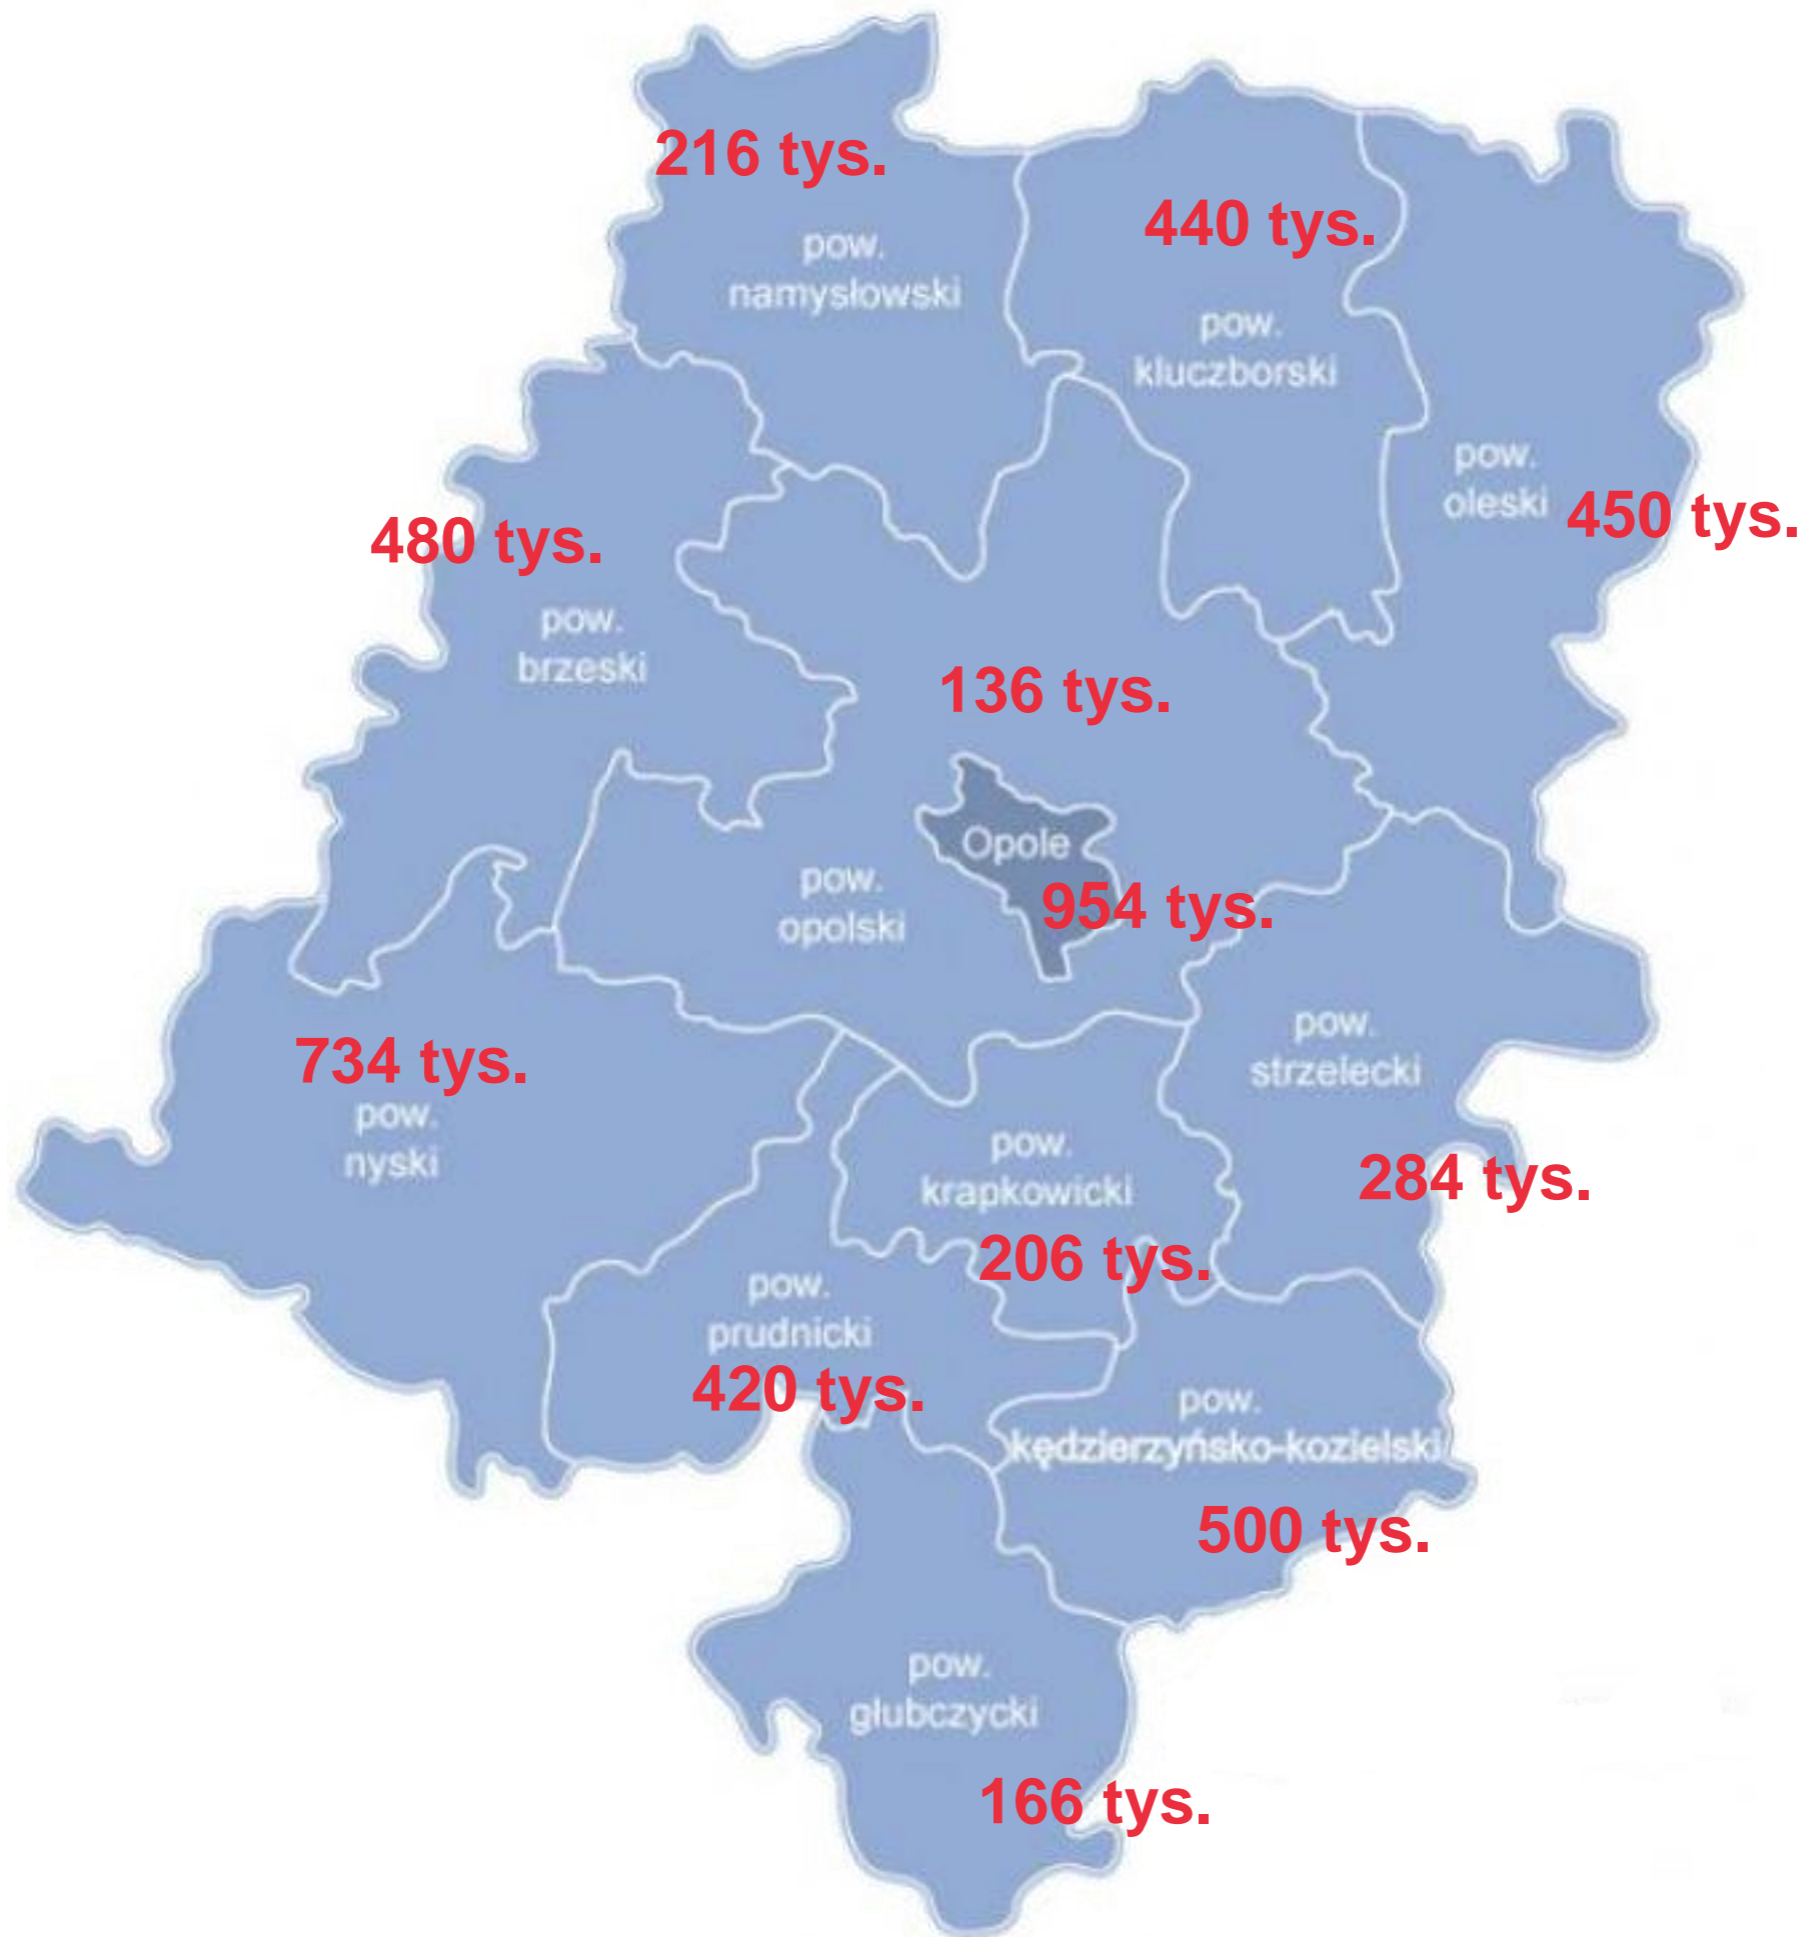 216 tys.
pow.
namysłowski
440 tys.
pow.
kluczborski
pow.
oleski
450 tys.
480 tys.
pow.
brzeski
136 tys.
Opole
954 tys.
pow.
opolski
734 tys.
pow.
nyski
pow.
strzelecki
284 tys.
pow.
krapkowicki
206 tys.
pow.
prudnicki
420 tys.
pow.
kędzierzyńsko-kozielski
500 tys.
pow.
głubczycki
166 tys.